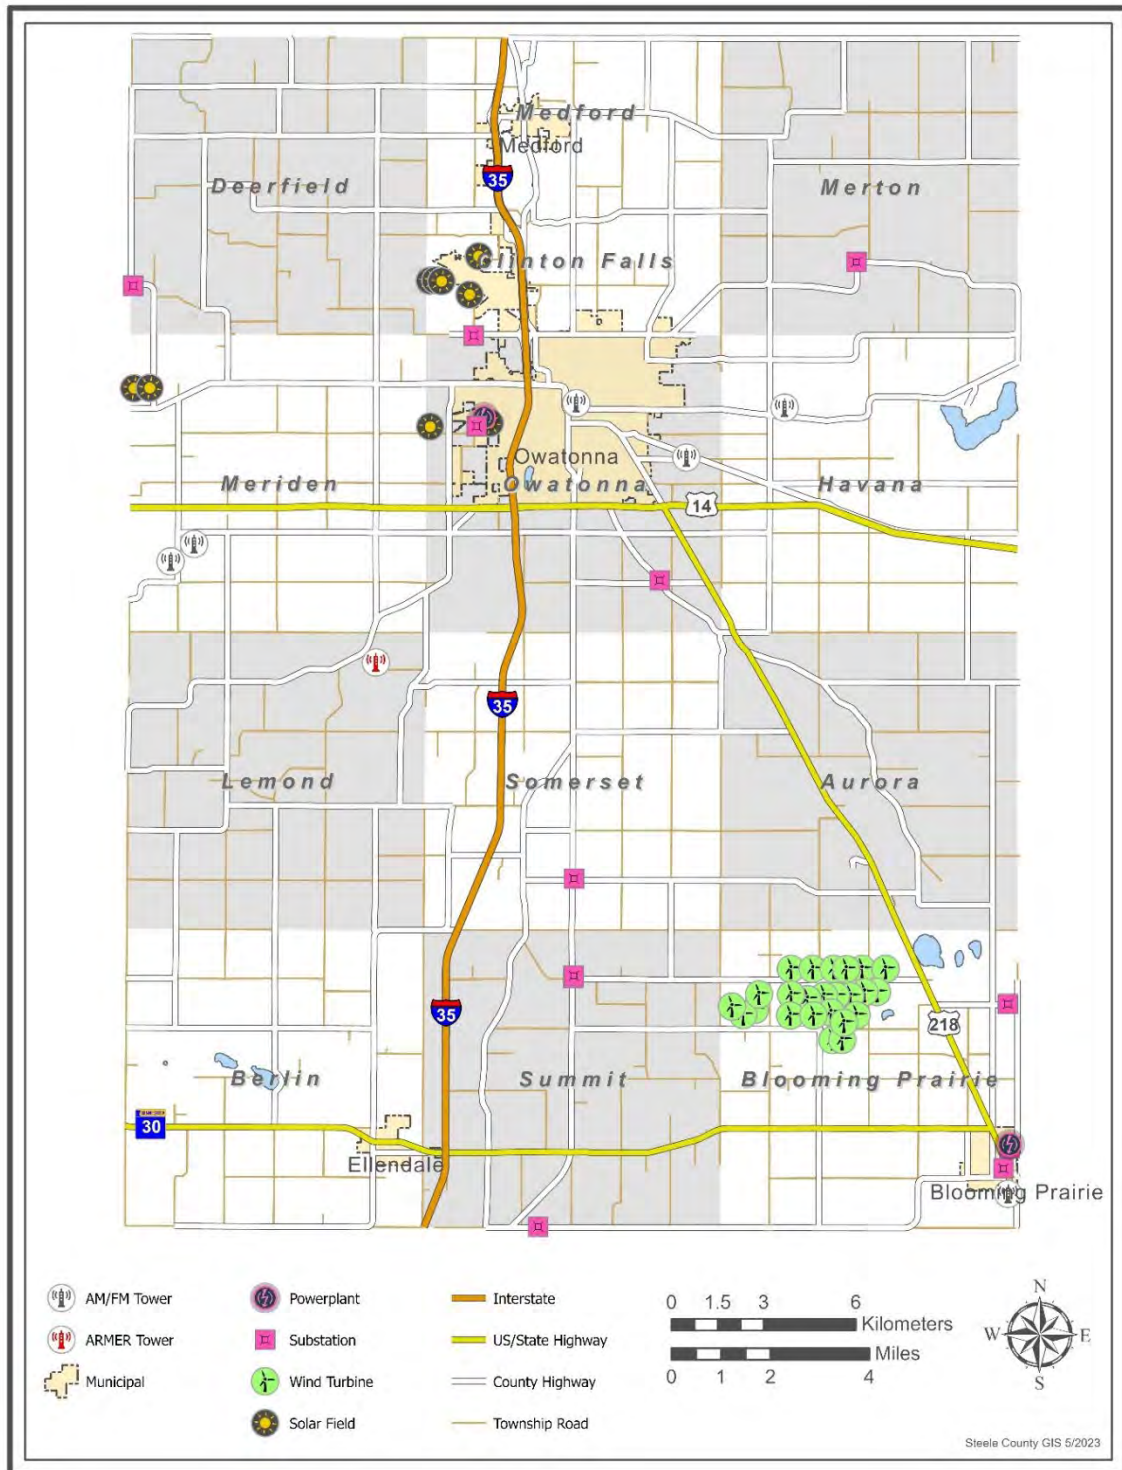 Medford
Medford
35
Deerfield
Merton
Clinton Falls
Owatonna
Meriden
Owatonna
Havana
14
35
Lemond
Somerset
Aurora
35
218
Berlin
Summit
Blooming Prairie
30
Ellendale
Blooming Prairie
AM/FM Tower
ARMER Tower
Municipal
Powerplant
Substation
Wind Turbine
Solar Field
Interstate
US/State Highway
County Highway
Township Road
0 1.5 3 6
Kilometers
Miles
0 1 2 4
N
W E
S
Steele County GIS 5/2023